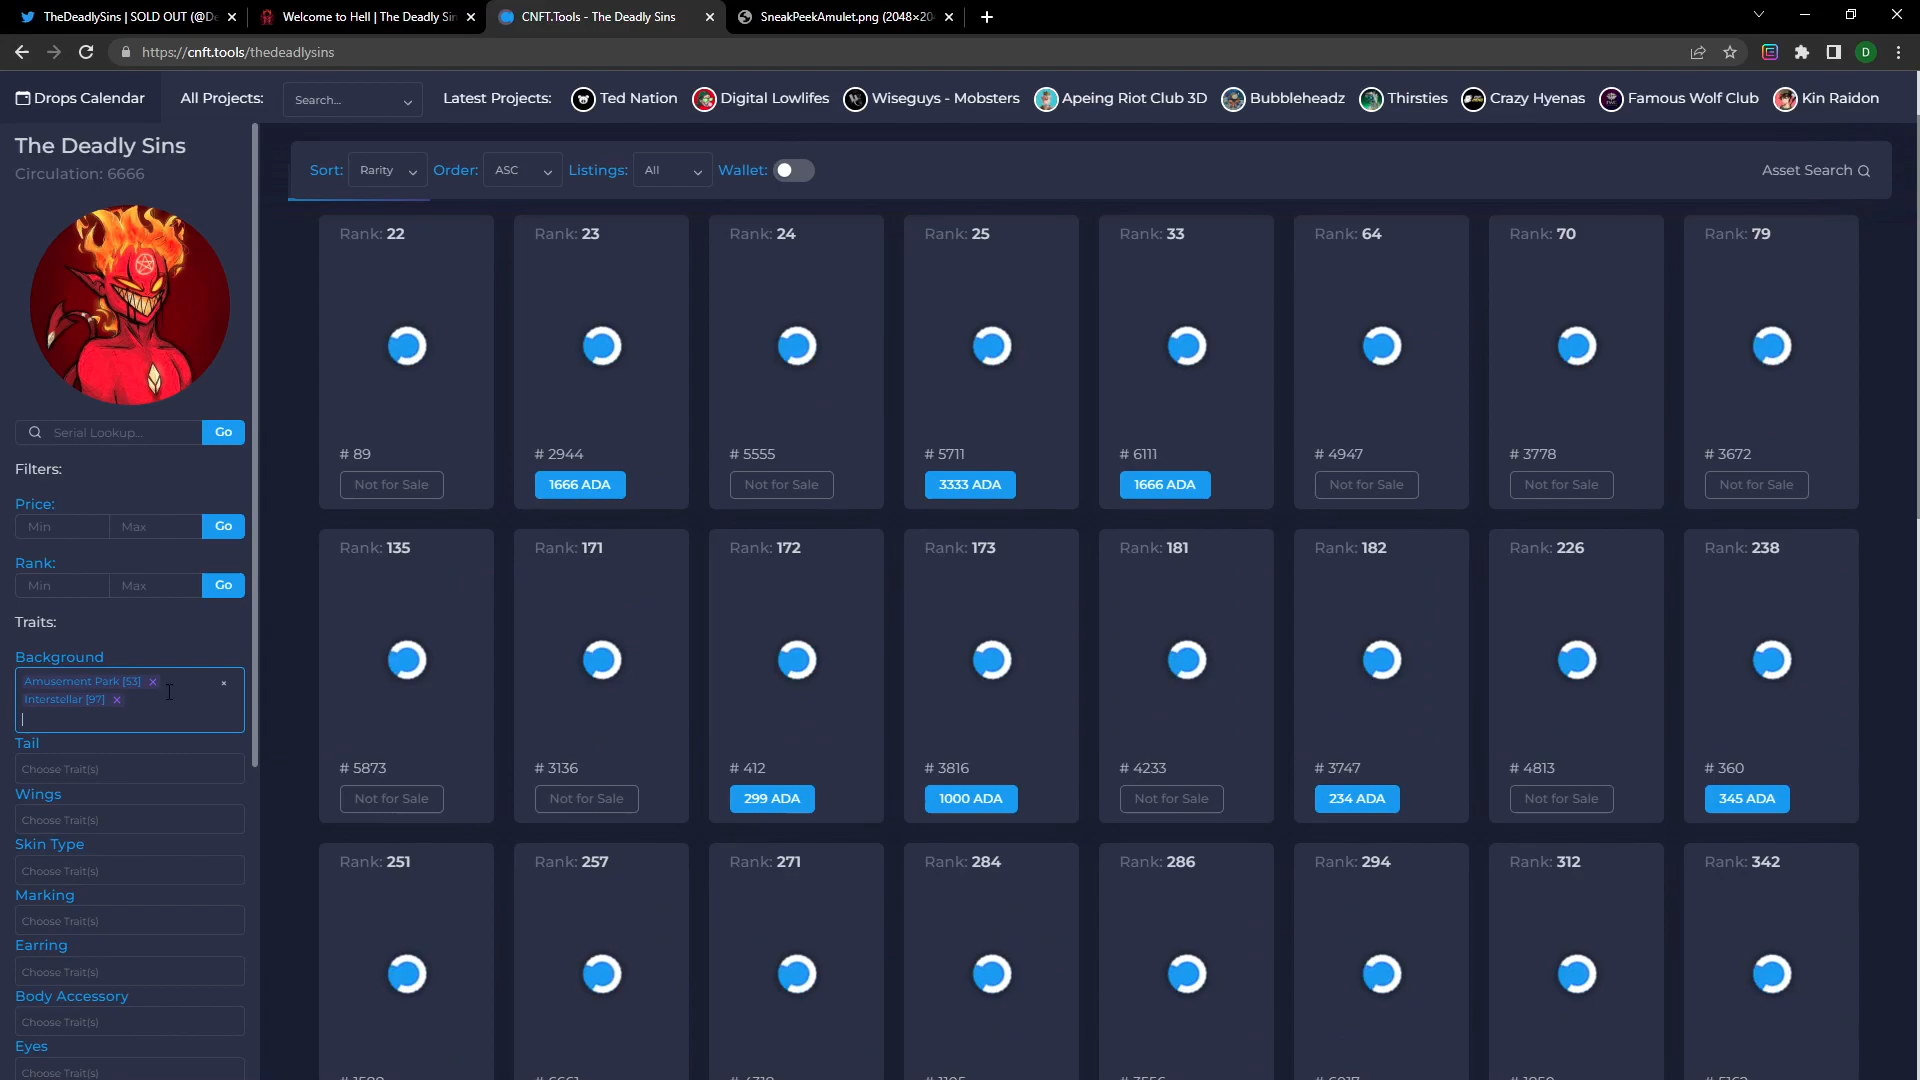 TheDeadlySins | SOLD OUT (@De
Welcome to Hell | The Deadly Sin
CNFT.Tools - The Deadly Sins
SneakPeekAmulet.png (2048×20
https://cnft.tools/thedeadlysins
D
Drops Calendar
All Projects:
Search...
Latest Projects:
Ted Nation
Digital Lowlifes
Wiseguys - Mobsters
Apeing Riot Club 3D
Bubbleheadz
Thirsties
Crazy Hyenas
Famous Wolf Club
Kin Raidon
The Deadly Sins
Circulation: 6666
Serial Lookup... Go
Filters:
Price:
Min Max Go
Rank:
Min Max Go
Traits:
Background
Amusement Park [53] ×
Interstellar [97] ×
Tail
Choose Trait(s)
Wings
Choose Trait(s)
Skin Type
Choose Trait(s)
Marking
Choose Trait(s)
Earring
Choose Trait(s)
Body Accessory
Choose Trait(s)
Eyes
Choose Trait(s)
Sort: Rarity Order: ASC Listings: All Wallet: Asset Search
Rank: 22 Rank: 23 Rank: 24 Rank: 25 Rank: 33 Rank: 64 Rank: 70 Rank: 79
# 89 # 2944 # 5555 # 5711 # 6111 # 4947 # 3778 # 3672
Not for Sale 1666 ADA Not for Sale 3333 ADA 1666 ADA Not for Sale Not for Sale Not for Sale
Rank: 135 Rank: 171 Rank: 172 Rank: 173 Rank: 181 Rank: 182 Rank: 226 Rank: 238
# 5873 # 3136 # 412 # 3816 # 4233 # 3747 # 4813 # 360
Not for Sale Not for Sale 299 ADA 1000 ADA Not for Sale 234 ADA Not for Sale 345 ADA
Rank: 251 Rank: 257 Rank: 271 Rank: 284 Rank: 286 Rank: 294 Rank: 312 Rank: 342